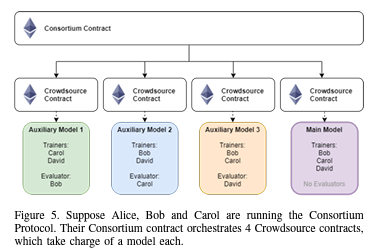 Consortium Contract
Crowdsource
Contract
Crowdsource
Contract
Crowdsource
Contract
Crowdsource
Contract
Auxiliary Model 1
Trainers:
Carol
David
Evaluator:
Bob
Auxiliary Model 2
Trainers:
Bob
David
Evaluator:
Carol
Auxiliary Model 3
Trainers:
Bob
Carol
Evaluator:
David
Main Model
Trainers:
Bob
Carol
David
No Evaluators
Figure 5. Suppose Alice, Bob and Carol are running the Consortium
Protocol. Their Consortium contract orchestrates 4 Crowdsource contracts,
which take charge of a model each.